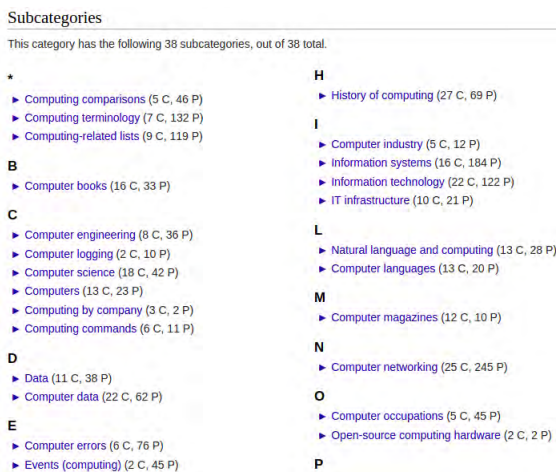 Subcategories
This category has the following 38 subcategories, out of 38 total.
*
► Computing comparisons (5 C, 46 P)
► Computing terminology (7 C, 132 P)
► Computing-related lists (9 C, 119 P)
B
► Computer books (16 C, 33 P)
C
► Computer engineering (8 C, 36 P)
► Computer logging (2 C, 10 P)
► Computer science (18 C, 42 P)
► Computers (13 C, 23 P)
► Computing by company (3 C, 2 P)
► Computing commands (6 C, 11 P)
D
► Data (11 C, 38 P)
► Computer data (22 C, 62 P)
E
► Computer errors (6 C, 76 P)
► Events (computing) (2 C, 45 P)
H
► History of computing (27 C, 69 P)
I
► Computer industry (5 C, 12 P)
► Information systems (16 C, 184 P)
► Information technology (22 C, 122 P)
► IT infrastructure (10 C, 21 P)
L
► Natural language and computing (13 C, 28 P)
► Computer languages (13 C, 20 P)
M
► Computer magazines (12 C, 10 P)
N
► Computer networking (25 C, 245 P)
O
► Computer occupations (5 C, 45 P)
► Open-source computing hardware (2 C, 2 P)
P